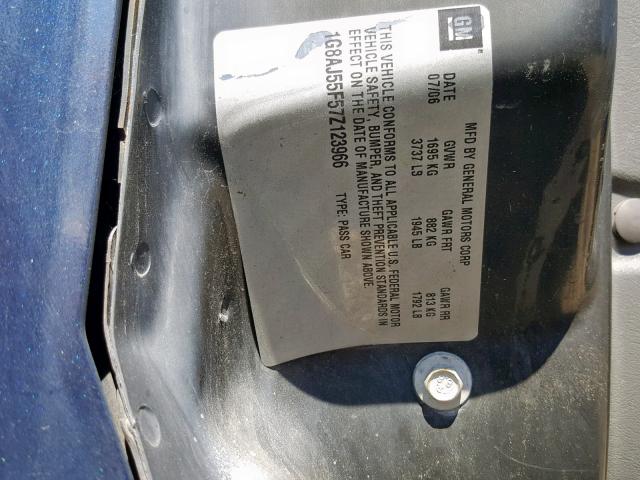 GM
MFD BY GENERAL MOTORS CORP
DATE GVWR GAWR FRT GAWR RR
07/06 1695 KG 882 KG 813 KG
3737 LB 1945 LB 1792 LB
THIS VEHICLE CONFORMS TO ALL APPLICABLE U.S. FEDERAL MOTOR
VEHICLE SAFETY, BUMPER, AND THEFT PREVENTION STANDARDS IN
EFFECT ON THE DATE OF MANUFACTURE SHOWN ABOVE.
1G8AJ55F57Z123966 TYPE: PASS CAR